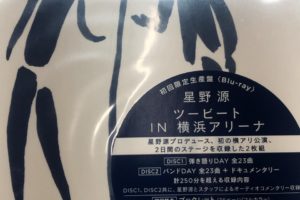 初回限定生産盤〈Blu-ray〉
星野源
ツービート
IN 横浜アリーナ
星野源プロデュース、初の横アリ公演、
2日間のステージを収録した2枚組
DISC1 弾き語りDAY 全23曲
DISC2 バンドDAY 全23曲 + ドキュメンタリー
計250分を超える収録内容
DISC1、DISC2共に、星野源とスタッフによるオーディオコメンタリー収録